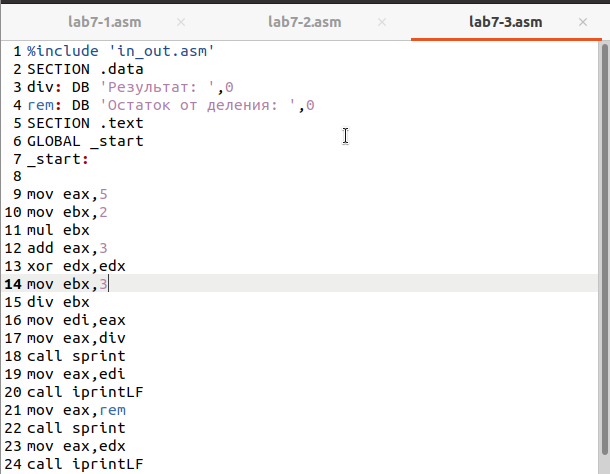 lab7-1.asm × lab7-2.asm × lab7-3.asm ×
1 %include 'in_out.asm'
2 SECTION .data
3 div: DB 'Результат: ',0
4 rem: DB 'Остаток от деления: ',0
5 SECTION .text
6 GLOBAL _start
7 _start:
8
9 mov eax,5
10 mov ebx,2
11 mul ebx
12 add eax,3
13 xor edx,edx
14 mov ebx,3
15 div ebx
16 mov edi,eax
17 mov eax,div
18 call sprint
19 mov eax,edi
20 call iprintLF
21 mov eax,rem
22 call sprint
23 mov eax,edx
24 call iprintLF